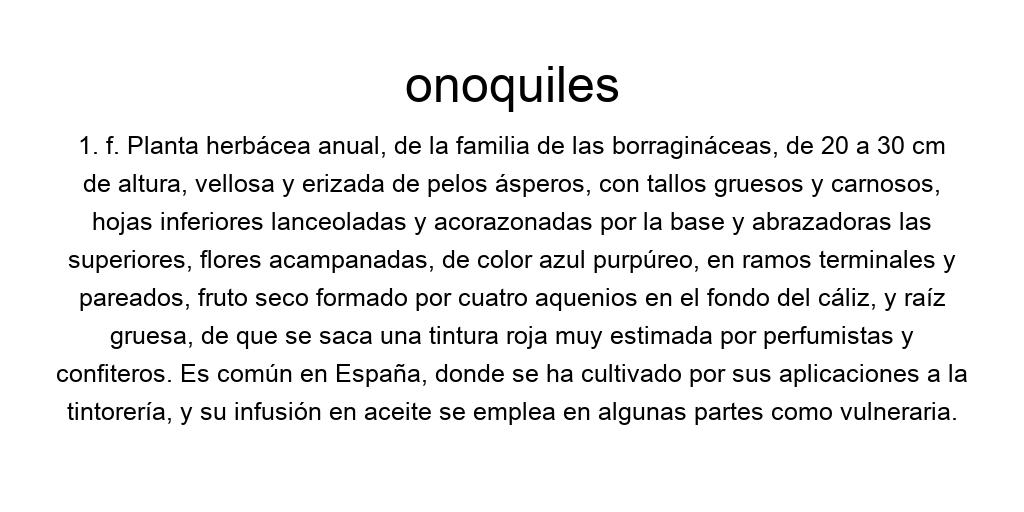 onoquiles
1. f. Planta herbácea anual, de la familia de las borragináceas, de 20 a 30 cm
de altura, vellosa y erizada de pelos ásperos, con tallos gruesos y carnosos,
hojas inferiores lanceoladas y acorazonadas por la base y abrazadoras las
superiores, flores acampanadas, de color azul purpúreo, en ramos terminales y
pareados, fruto seco formado por cuatro aquenios en el fondo del cáliz, y raíz
gruesa, de que se saca una tintura roja muy estimada por perfumistas y
confiteros. Es común en España, donde se ha cultivado por sus aplicaciones a la
tintorería, y su infusión en aceite se emplea en algunas partes como vulneraria.